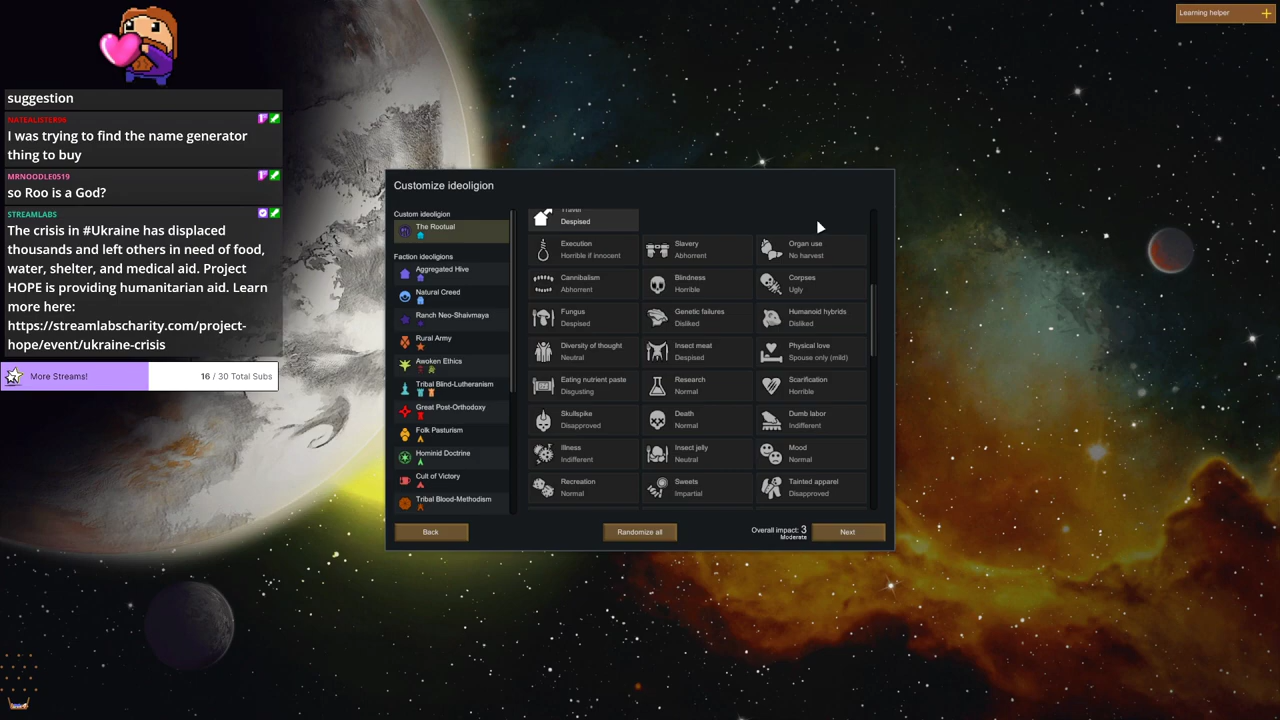 Learning helper
suggestion
NATEALISTER96
I was trying to find the name generator
thing to buy
MRNOODLE0519
so Roo is a God?
STREAMLABS
The crisis in #Ukraine has displaced
thousands and left others in need of food,
water, shelter, and medical aid. Project
HOPE is providing humanitarian aid. Learn
more here:
https://streamlabscharity.com/project-
hope/event/ukraine-crisis
More Streams!
16 / 30 Total Subs
Customize ideoligion
Custom ideoligion
The Rootual
Faction ideoligions
Aggregated Hive
Natural Creed
Ranch Neo-Shaivmaya
Rural Army
Awoken Ethics
Tribal Blind-Lutheranism
Great Post-Orthodoxy
Folk Pasturism
Hominid Doctrine
Cult of Victory
Tribal Blood-Methodism
Travel
Despised
Execution
Horrible if innocent
Slavery
Abhorrent
Organ use
No harvest
Cannibalism
Abhorrent
Blindness
Horrible
Corpses
Ugly
Fungus
Despised
Genetic failures
Disliked
Humanoid hybrids
Disliked
Diversity of thought
Neutral
Insect meat
Despised
Physical love
Spouse only (mild)
Eating nutrient paste
Disgusting
Research
Normal
Scarification
Horrible
Skullspike
Disapproved
Death
Normal
Dumb labor
Indifferent
Illness
Indifferent
Insect jelly
Neutral
Mood
Normal
Recreation
Normal
Sweets
Impartial
Tainted apparel
Disapproved
Back
Randomize all
Overall impact: 3
Moderate
Next